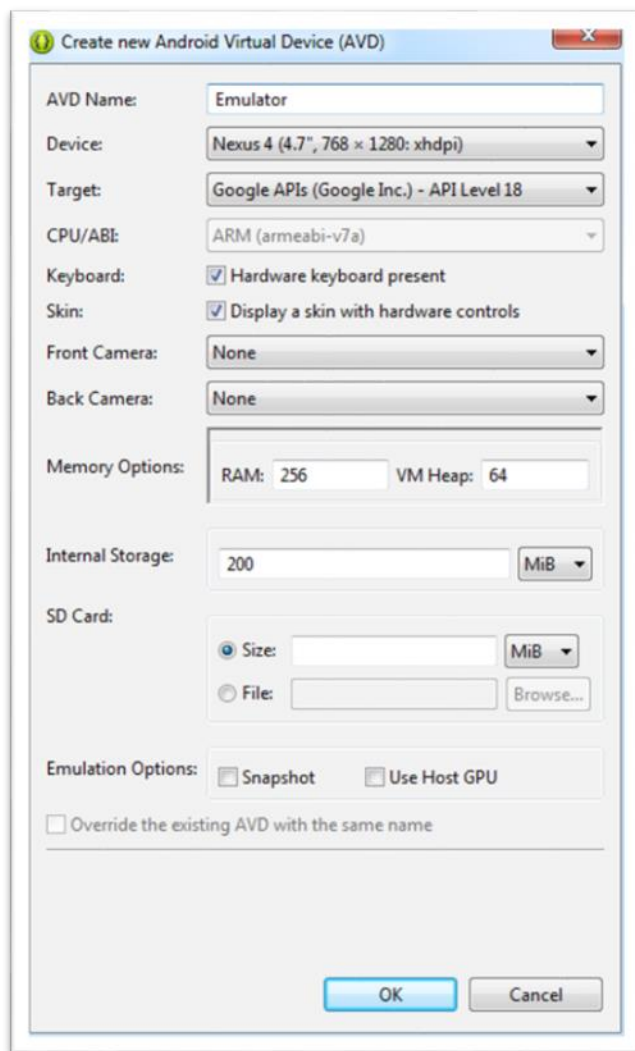 Create new Android Virtual Device (AVD)
AVD Name: Emulator
Device: Nexus 4 (4.7", 768 × 1280: xhdpi)
Target: Google APIs (Google Inc.) - API Level 18
CPU/ABI: ARM (armeabi-v7a)
Keyboard: Hardware keyboard present
Skin: Display a skin with hardware controls
Front Camera: None
Back Camera: None
Memory Options: RAM: 256 VM Heap: 64
Internal Storage: 200 MiB
SD Card:
Size: MiB
File: Browse...
Emulation Options: Snapshot Use Host GPU
Override the existing AVD with the same name
OK Cancel